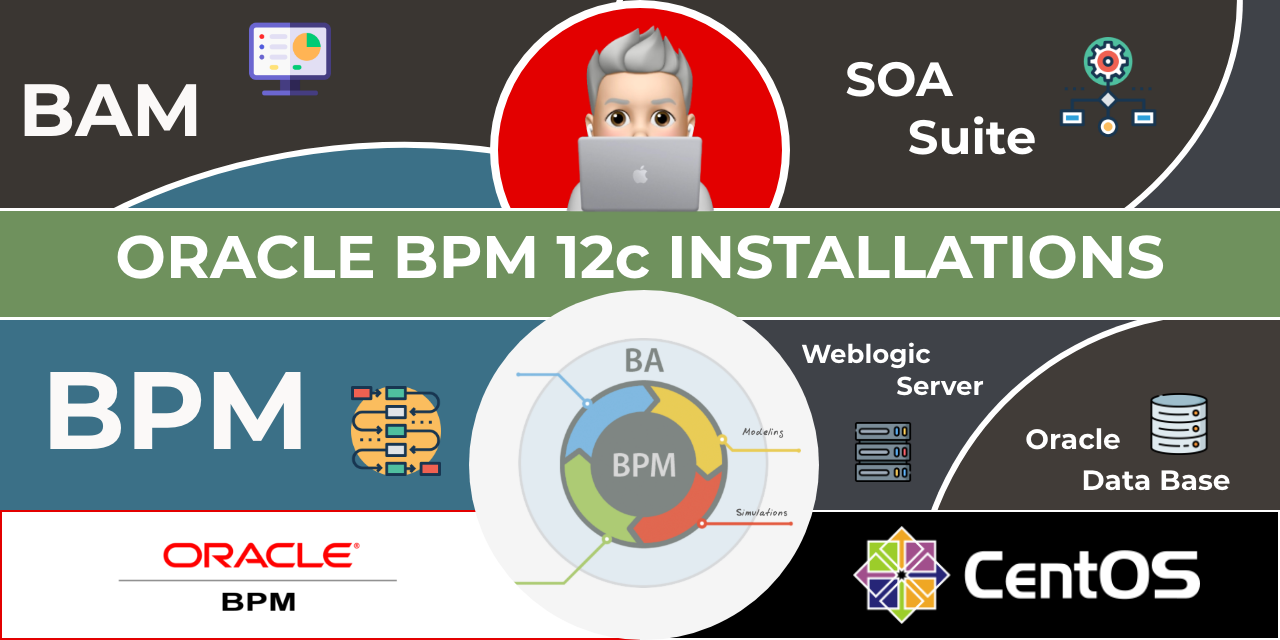 BAM
SOA
Suite
ORACLE BPM 12c INSTALLATIONS
BPM
BA
BPM
Modeling
Simulations
Weblogic
Server
Oracle
Data Base
ORACLE®
BPM
CentOS